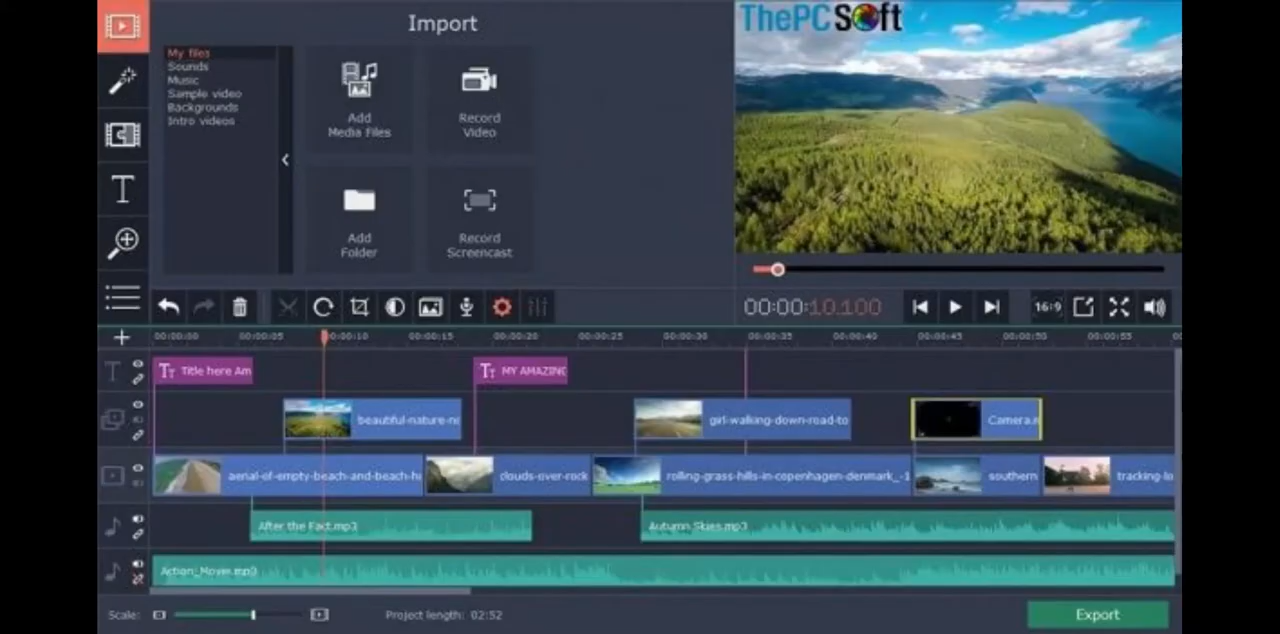 Import
ThePC Soft
My files
Sounds
Music
Sample video
Backgrounds
Intro videos
Add
Media Files
Record
Video
Add
Folder
Record
Screencast
00:00:10.100
16:9
00:00:00 00:00:05 00:00:10 00:00:15 00:00:20 00:00:25 00:00:30 00:00:35 00:00:40 00:00:45 00:00:50 00:00:55
Title here Am
MY AMAZING
beautiful-nature-n
girl-walking-down-road-to
Camera.
aerial-of-empty-beach-and-beach-h
clouds-over-rock
rolling-grass-hills-in-copenhagen-denmark_-1
southern
tracking-lo
After the Fact.mp3
Autumn Skies.mp3
Action_Movie.mp3
Scale:
Project length: 02:52
Export